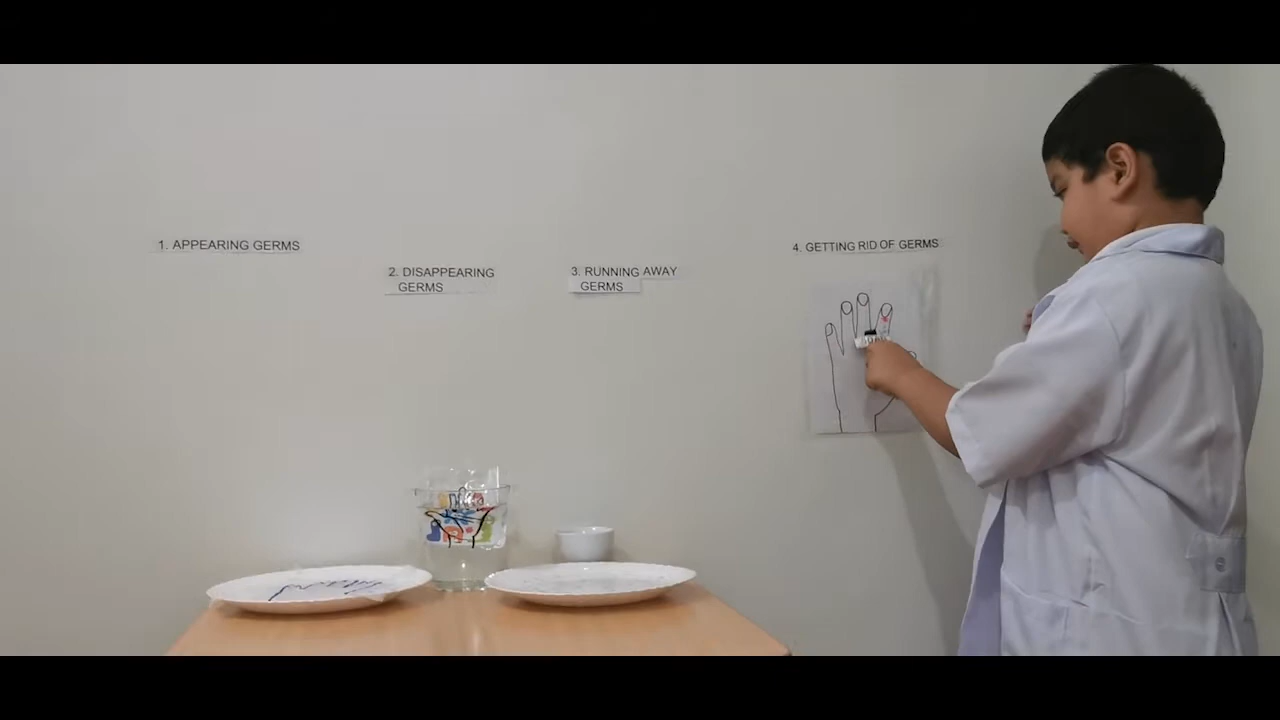 1. APPEARING GERMS
2. DISAPPEARING
GERMS
3. RUNNING AWAY
GERMS
4. GETTING RID OF GERMS